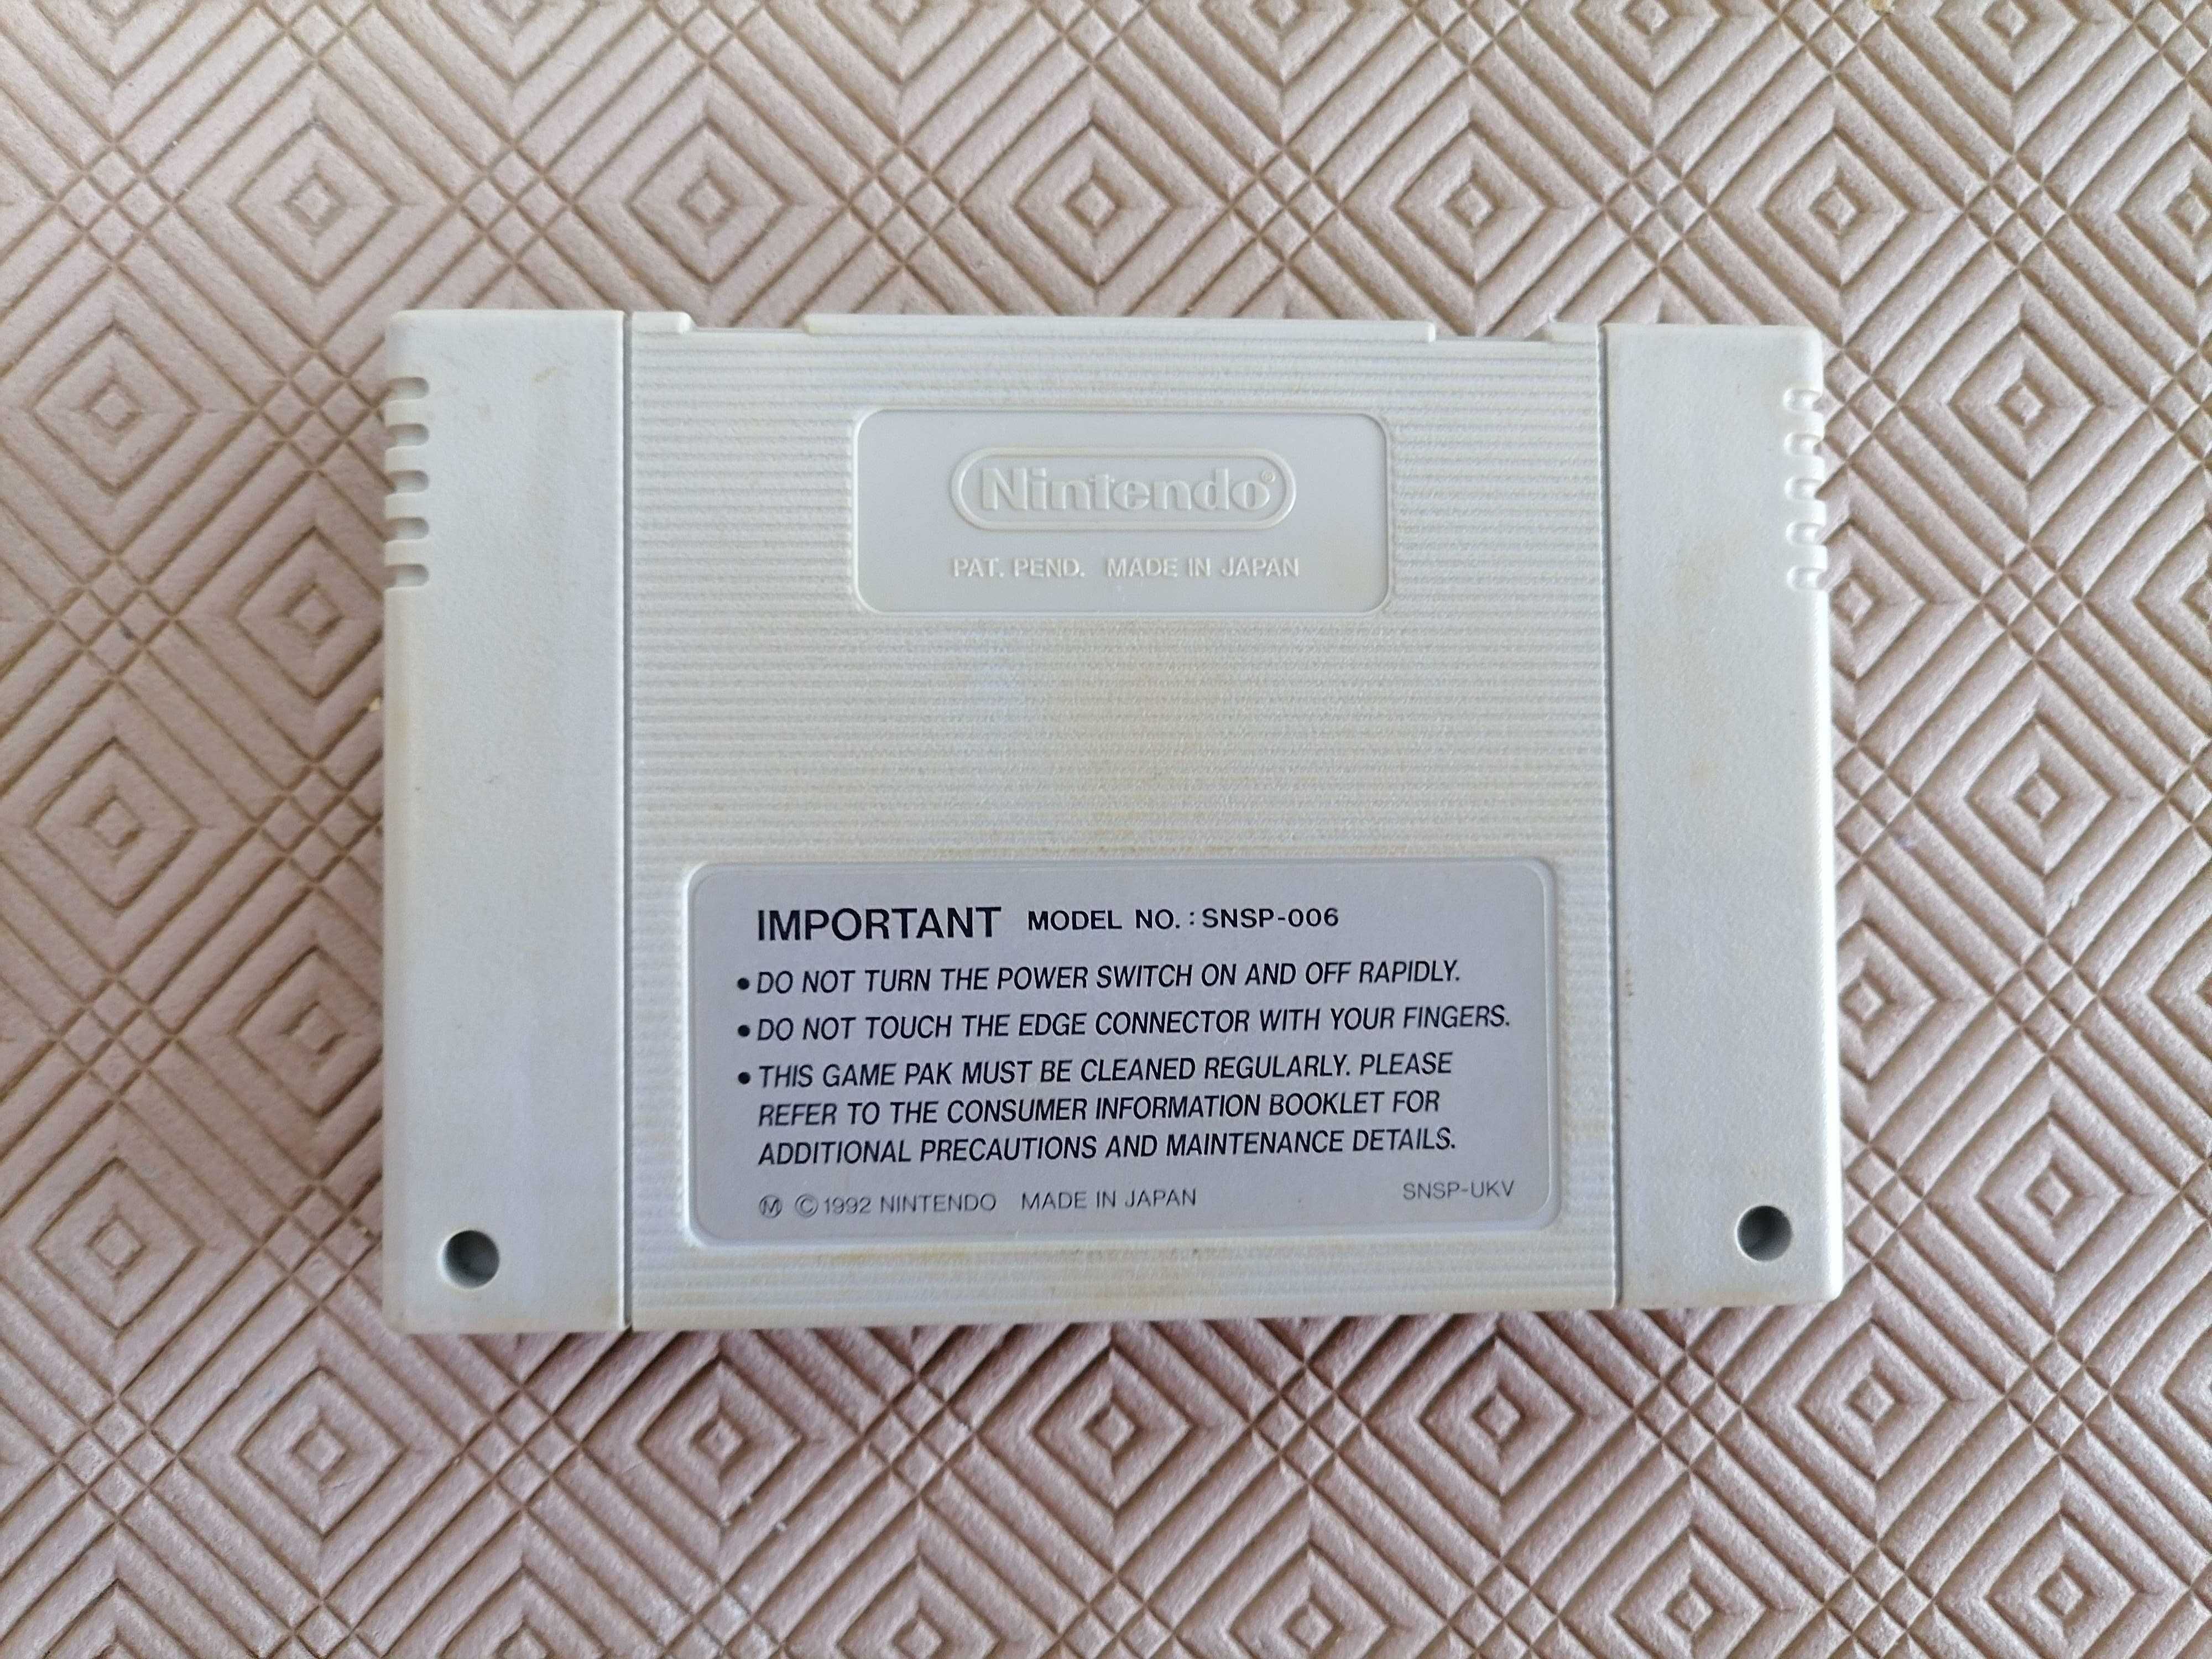 Nintendo®
PAT. PEND. MADE IN JAPAN
IMPORTANT MODEL NO.: SNSP-006
• DO NOT TURN THE POWER SWITCH ON AND OFF RAPIDLY.
• DO NOT TOUCH THE EDGE CONNECTOR WITH YOUR FINGERS.
• THIS GAME PAK MUST BE CLEANED REGULARLY. PLEASE
REFER TO THE CONSUMER INFORMATION BOOKLET FOR
ADDITIONAL PRECAUTIONS AND MAINTENANCE DETAILS.
Ⓜ ©1992 NINTENDO MADE IN JAPAN SNSP-UKV